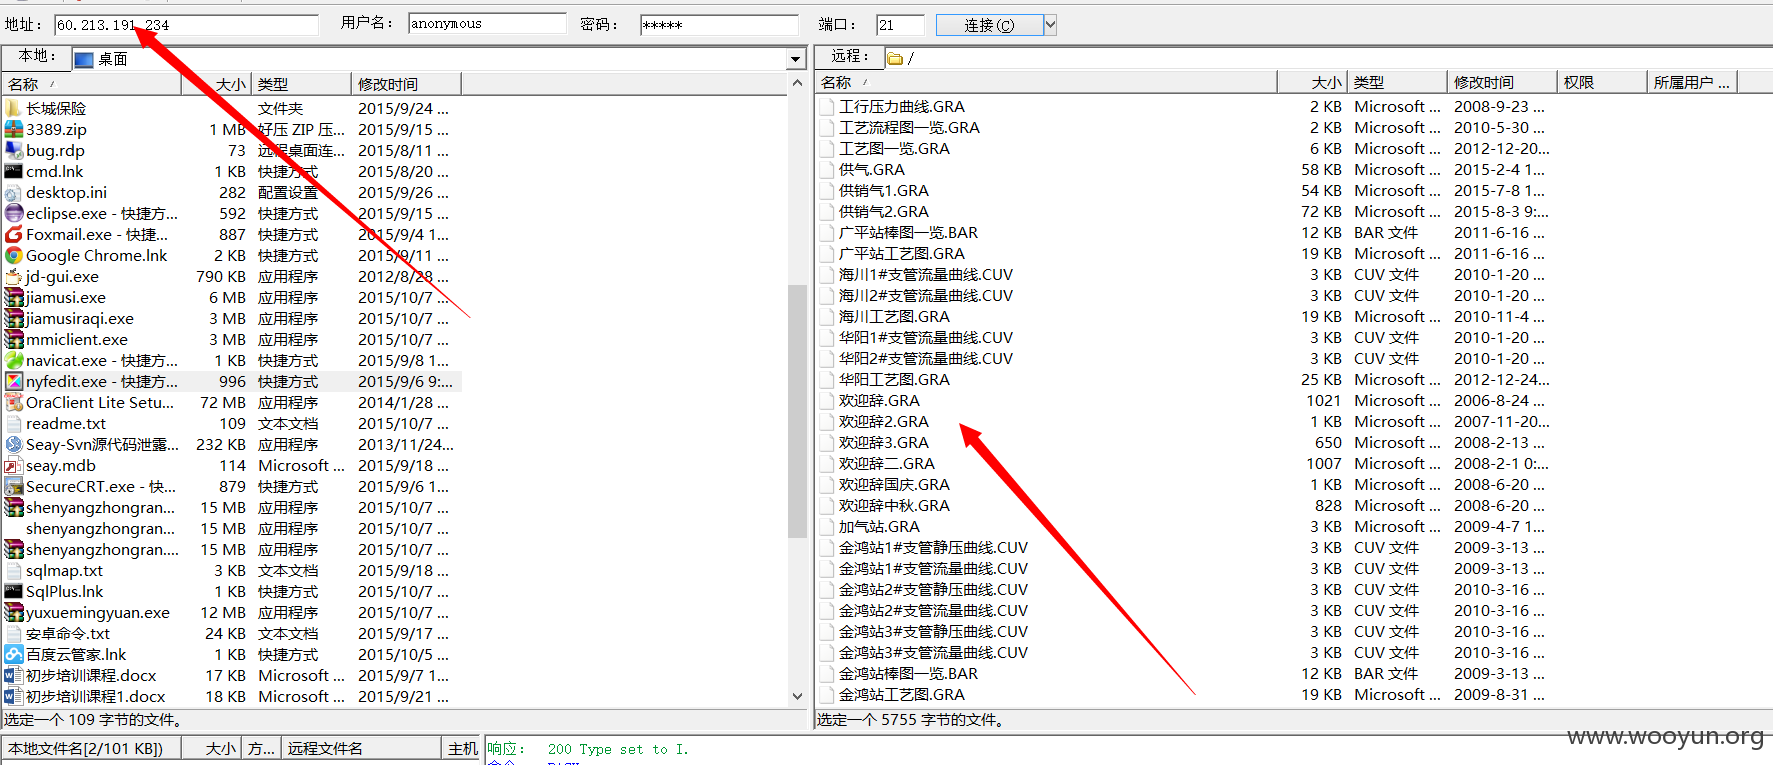 地址： 60.213.191.234 用户名： anonymous 密码： ***** 端口： 21 连接(C)
本地： 桌面
名称 大小 类型 修改时间
长城保险 文件夹 2015/9/24 ...
3389.zip 1 MB 好压 ZIP 压... 2015/9/15 ...
bug.rdp 73 远程桌面连... 2015/8/11 ...
cmd.lnk 1 KB 快捷方式 2015/8/20 ...
desktop.ini 282 配置设置 2015/9/26 ...
eclipse.exe - 快捷方... 592 快捷方式 2015/9/15 ...
Foxmail.exe - 快捷... 887 快捷方式 2015/9/4 1...
Google Chrome.lnk 2 KB 快捷方式 2015/9/11 ...
jd-gui.exe 790 KB 应用程序 2012/8/28 ...
jiamusi.exe 6 MB 应用程序 2015/10/7 ...
jiamusiraqi.exe 3 MB 应用程序 2015/10/7 ...
mmiclient.exe 3 MB 应用程序 2015/10/7 ...
navicat.exe - 快捷方... 1 KB 快捷方式 2015/9/8 1...
nyfedit.exe - 快捷方... 996 快捷方式 2015/9/6 9:...
OraClient Lite Setu... 72 MB 应用程序 2014/1/28 ...
readme.txt 109 文本文档 2015/10/7 ...
Seay-Svn源代码泄露... 232 KB 应用程序 2013/11/24...
seay.mdb 114 Microsoft ... 2015/9/18 ...
SecureCRT.exe - 快... 879 快捷方式 2015/9/6 1...
shenyangzhongran... 15 MB 应用程序 2015/10/7 ...
shenyangzhongran... 15 MB 应用程序 2015/10/7 ...
shenyangzhongran.... 15 MB 应用程序 2015/10/7 ...
sqlmap.txt 3 KB 文本文档 2015/9/18 ...
SqlPlus.lnk 1 KB 快捷方式 2015/10/7 ...
yuxuemingyuan.exe 12 MB 应用程序 2015/10/7 ...
安卓命令.txt 24 KB 文本文档 2015/9/17 ...
百度云管家.lnk 1 KB 快捷方式 2015/10/5 ...
初步培训课程.docx 17 KB Microsoft ... 2015/9/7 1...
初步培训课程1.docx 18 KB Microsoft ... 2015/9/21 ...
选定一个 109 字节的文件。
本地文件名[2/101 KB]) 大小 方... 远程文件名 主机
远程： /
名称 大小 类型 修改时间 权限 所属用户 ...
工行压力曲线.GRA 2 KB Microsoft ... 2008-9-23 ...
工艺流程图一览.GRA 2 KB Microsoft ... 2010-5-30 ...
工艺图一览.GRA 6 KB Microsoft ... 2012-12-20...
供气.GRA 58 KB Microsoft ... 2015-2-4 1...
供销气1.GRA 54 KB Microsoft ... 2015-7-8 1...
供销气2.GRA 72 KB Microsoft ... 2015-8-3 9:...
广平站棒图一览.BAR 12 KB BAR 文件 2011-6-16 ...
广平站工艺图.GRA 19 KB Microsoft ... 2011-6-16 ...
海川1#支管流量曲线.CUV 3 KB CUV 文件 2010-1-20 ...
海川2#支管流量曲线.CUV 3 KB CUV 文件 2010-1-20 ...
海川工艺图.GRA 19 KB Microsoft ... 2010-11-4 ...
华阳1#支管流量曲线.CUV 3 KB CUV 文件 2010-1-20 ...
华阳2#支管流量曲线.CUV 3 KB CUV 文件 2010-1-20 ...
华阳工艺图.GRA 25 KB Microsoft ... 2012-12-24...
欢迎辞.GRA 1021 Microsoft ... 2006-8-24 ...
欢迎辞2.GRA 1 KB Microsoft ... 2007-11-20...
欢迎辞3.GRA 650 Microsoft ... 2008-2-13 ...
欢迎辞二.GRA 1007 Microsoft ... 2008-2-1 0:...
欢迎辞国庆.GRA 1 KB Microsoft ... 2008-6-20 ...
欢迎辞中秋.GRA 828 Microsoft ... 2008-6-20 ...
加气站.GRA 3 KB Microsoft ... 2009-4-7 1...
金鸿站1#支管静压曲线.CUV 3 KB CUV 文件 2009-3-13 ...
金鸿站1#支管流量曲线.CUV 3 KB CUV 文件 2009-3-13 ...
金鸿站2#支管静压曲线.CUV 3 KB CUV 文件 2010-3-16 ...
金鸿站2#支管流量曲线.CUV 3 KB CUV 文件 2010-3-16 ...
金鸿站3#支管静压曲线.CUV 3 KB CUV 文件 2010-3-16 ...
金鸿站3#支管流量曲线.CUV 3 KB CUV 文件 2010-3-16 ...
金鸿站棒图一览.BAR 12 KB BAR 文件 2009-3-13 ...
金鸿站工艺图.GRA 19 KB Microsoft ... 2009-8-31 ...
选定一个 5755 字节的文件。
响应： 200 Type set to I.
www.wooyun.org